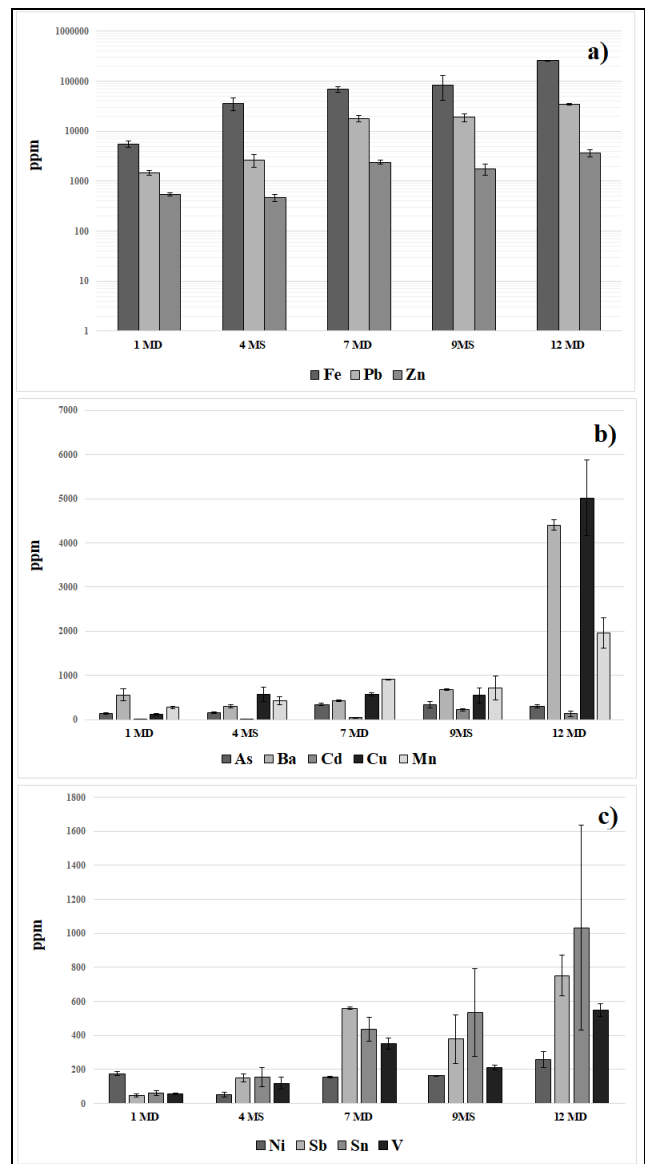 a)
1000000
100000
10000
1000
100
10
1
ppm
1 MD 4 MS 7 MD 9MS 12 MD
Fe Pb Zn
b)
7000
6000
5000
4000
3000
2000
1000
0
ppm
1 MD 4 MS 7 MD 9MS 12 MD
As Ba Cd Cu Mn
c)
1800
1600
1400
1200
1000
800
600
400
200
0
ppm
1 MD 4 MS 7 MD 9MS 12 MD
Ni Sb Sn V